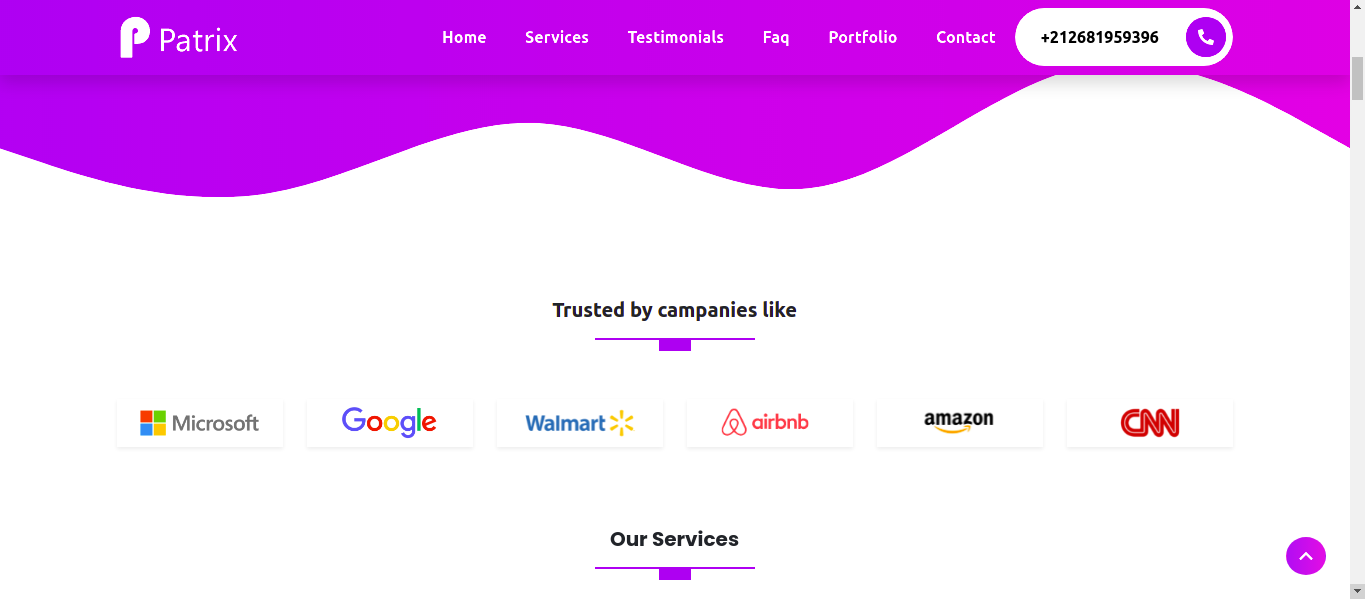 Patrix
Home Services Testimonials Faq Portfolio Contact +212681959396
Trusted by companies like
Microsoft Google Walmart airbnb amazon CNN
Our Services